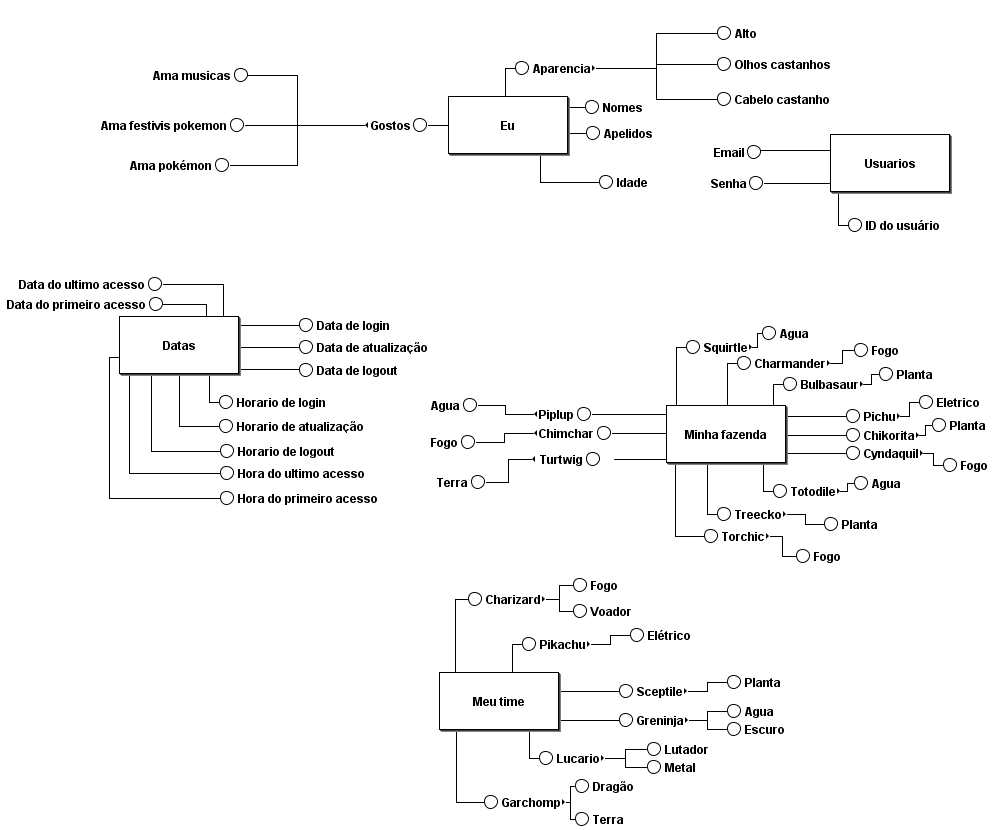 Alto
Olhos castanhos
Cabelo castanho
Aparencia
Ama musicas
Ama festivis pokemon
Ama pokémon
Gostos
Eu
Nomes
Apelidos
Idade
Email
Senha
Usuarios
ID do usuário
Data do ultimo acesso
Data do primeiro acesso
Datas
Data de login
Data de atualização
Data de logout
Horario de login
Horario de atualização
Horario de logout
Hora do ultimo acesso
Hora do primeiro acesso
Squirtle
Agua
Charmander
Fogo
Bulbasaur
Planta
Agua
Piplup
Fogo
Chimchar
Terra
Turtwig
Minha fazenda
Pichu
Eletrico
Chikorita
Planta
Cyndaquil
Fogo
Totodile
Agua
Treecko
Planta
Torchic
Fogo
Charizard
Fogo
Voador
Pikachu
Elétrico
Meu time
Sceptile
Planta
Greninja
Agua
Escuro
Lucario
Lutador
Metal
Garchomp
Dragão
Terra